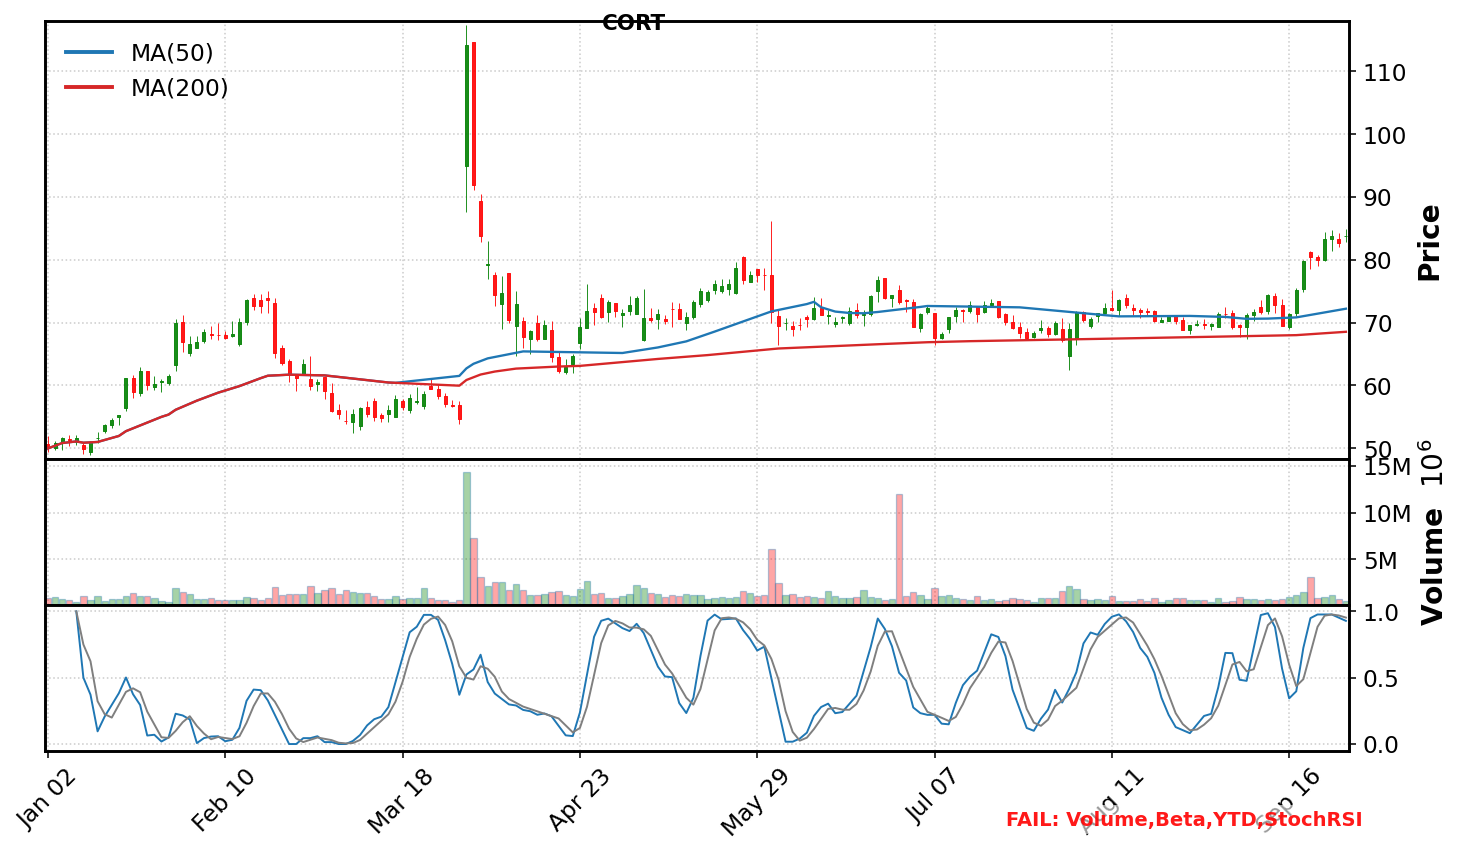 CORT
MA(50)
MA(200)
110
100
90
80
70
60
50
Price
15M
10M
5M
Volume 10^6
1.0
0.5
0.0
Jan 02
Feb 10
Mar 18
Apr 23
May 29
Jul 07
Aug 11
Sep 16
FAIL: Volume,Beta,YTD,StochRSI